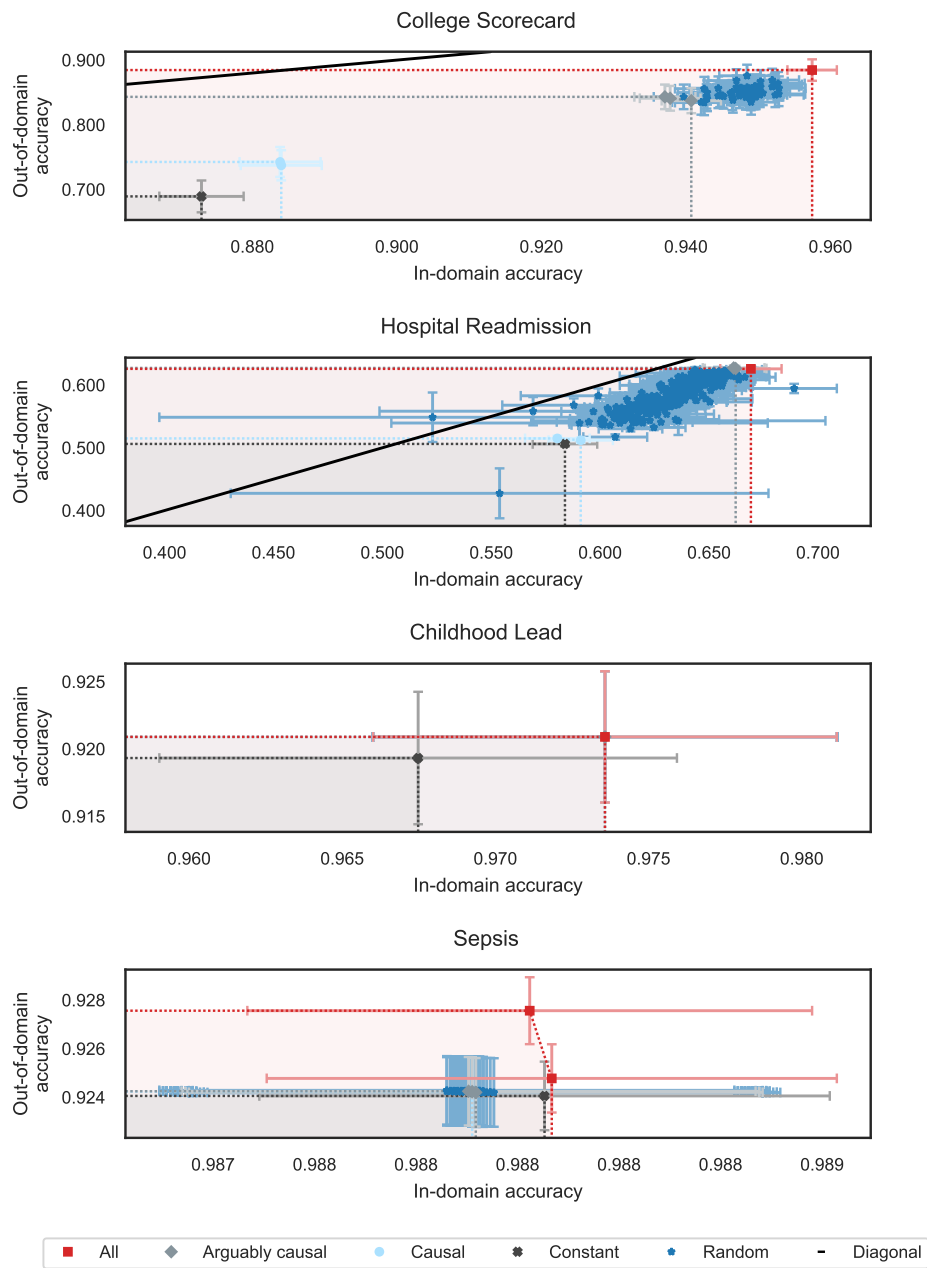 College Scorecard
0.900
0.800
0.700
Out-of-domain
accuracy
0.880 0.900 0.920 0.940 0.960
In-domain accuracy
Hospital Readmission
0.600
0.500
0.400
Out-of-domain
accuracy
0.400 0.450 0.500 0.550 0.600 0.650 0.700
In-domain accuracy
Childhood Lead
0.925
0.920
0.915
Out-of-domain
accuracy
0.960 0.965 0.970 0.975 0.980
In-domain accuracy
Sepsis
0.928
0.926
0.924
Out-of-domain
accuracy
0.987 0.988 0.988 0.988 0.988 0.988 0.989
In-domain accuracy
All Arguably causal Causal Constant Random Diagonal